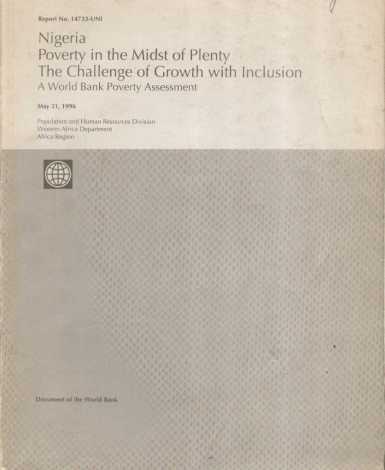 Report No. 14733-UNI
Nigeria
Poverty in the Midst of Plenty
The Challenge of Growth with Inclusion
A World Bank Poverty Assessment
May 31, 1996
Population and Human Resources Division
Western Africa Department
Africa Region
Document of the World Bank